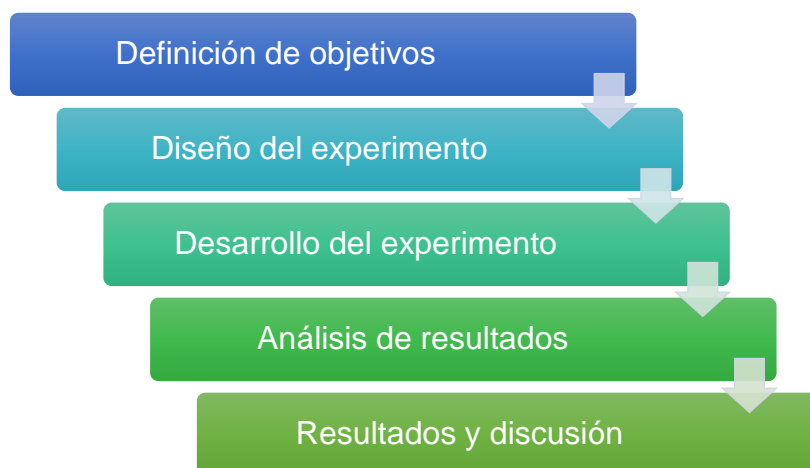 Definición de objetivos
Diseño del experimento
Desarrollo del experimento
Análisis de resultados
Resultados y discusión